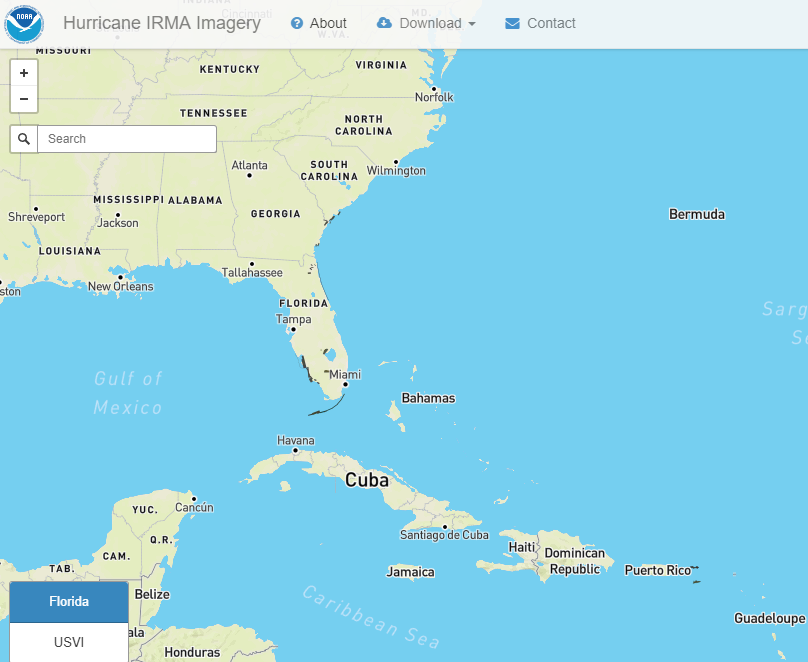 NOAA
Hurricane IRMA Imagery
About
Download
Contact
+
−
Search
MISSOURI
KENTUCKY
VIRGINIA
Norfolk
TENNESSEE
NORTH
CAROLINA
Atlanta
SOUTH
CAROLINA
Wilmington
MISSISSIPPI
ALABAMA
Shreveport
Jackson
GEORGIA
Bermuda
LOUISIANA
Tallahassee
New Orleans
ston
FLORIDA
Tampa
Sarg
Gulf of
Mexico
Miami
Bahamas
Havana
Cuba
YUC.
Cancún
Santiago de Cuba
Q.R.
CAM.
Haiti
Dominican
Republic
TAB.
Jamaica
Puerto Rico
Belize
Caribbean Sea
Guadeloupe
Florida
ala
USVI
Honduras